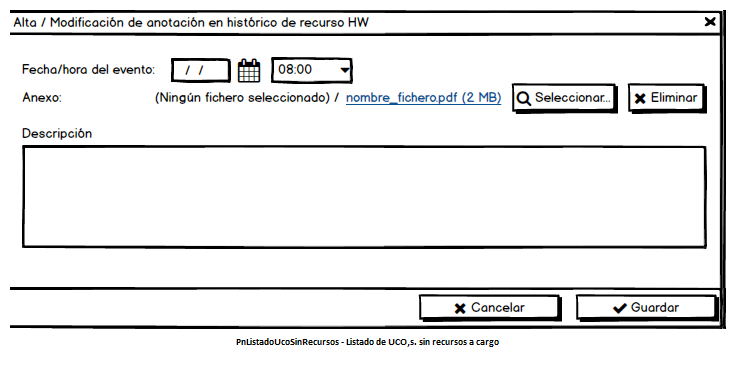 Alta / Modificación de anotación en histórico de recurso HW
Fecha/hora del evento: / / 08:00
Anexo: (Ningún fichero seleccionado) / nombre_fichero.pdf (2 MB) Seleccionar... Eliminar
Descripción
Cancelar Guardar
PnListadoUcoSinRecursos - Listado de UCO,s. sin recursos a cargo